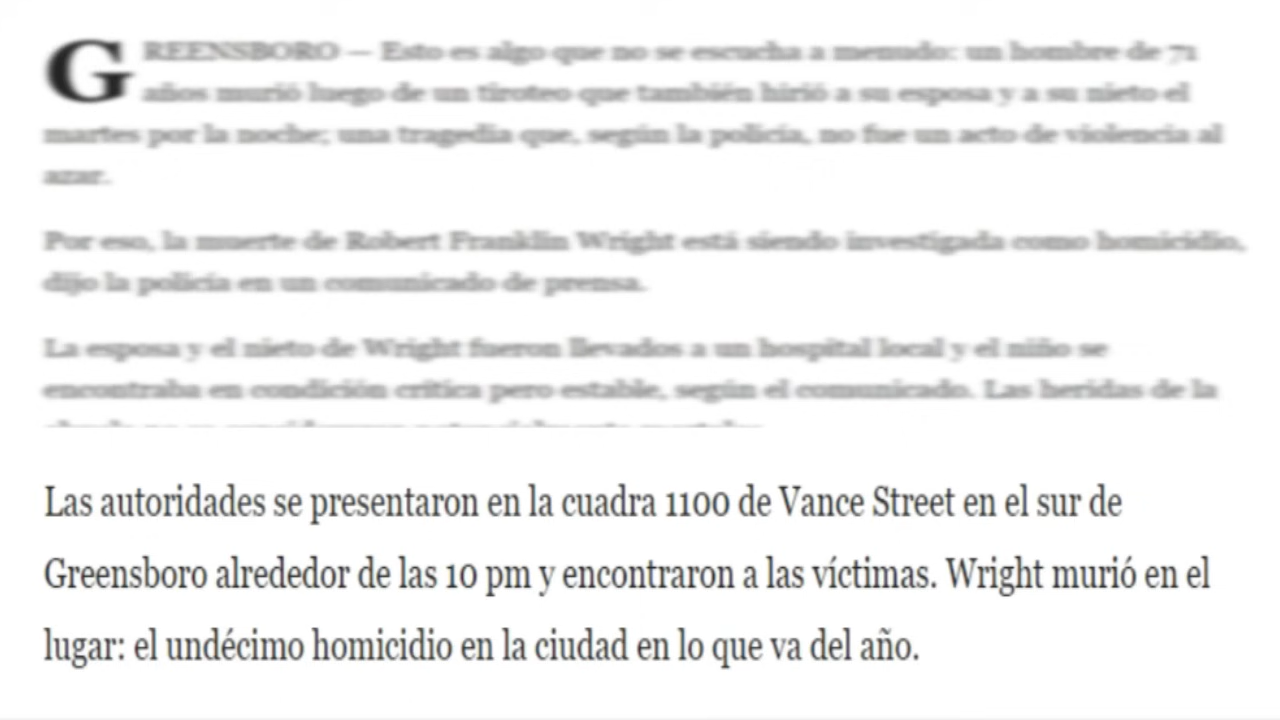 GREENSBORO — Esto es algo que no se escucha a menudo: un hombre de 71
años murió luego de un tiroteo que también hirió a su esposa y a su nieto el
martes por la noche; una tragedia que, según la policía, no fue un acto de violencia al
azar.
Por eso, la muerte de Robert Franklin Wright está siendo investigada como homicidio,
dijo la policía en un comunicado de prensa.
La esposa y el nieto de Wright fueron llevados a un hospital local y el niño se
encontraba en condición crítica pero estable, según el comunicado. Las heridas de la
Las autoridades se presentaron en la cuadra 1100 de Vance Street en el sur de
Greensboro alrededor de las 10 pm y encontraron a las víctimas. Wright murió en el
lugar: el undécimo homicidio en la ciudad en lo que va del año.